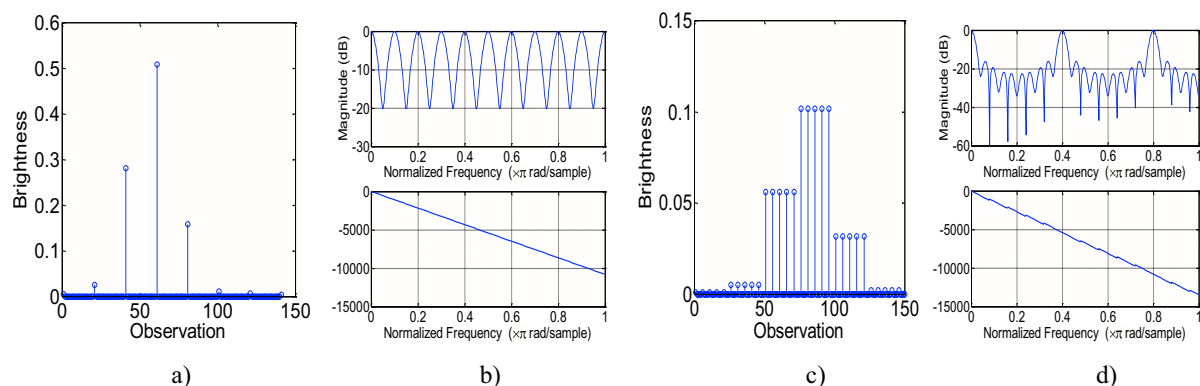 0.6
0.5
0.4
0.3
0.2
0.1
0
0 50 100 150
Brightness
Observation
a)
0
-10
-20
-30
0 0.2 0.4 0.6 0.8 1
Magnitude (dB)
Normalized Frequency (×π rad/sample)
0
-5000
-10000
-15000
0 0.2 0.4 0.6 0.8 1
Normalized Frequency (×π rad/sample)
b)
0.15
0.1
0.05
0
0 50 100 150
Brightness
Observation
c)
0
-20
-40
-60
0 0.2 0.4 0.6 0.8 1
Magnitude (dB)
Normalized Frequency (×π rad/sample)
0
-5000
-10000
-15000
0 0.2 0.4 0.6 0.8 1
Normalized Frequency (×π rad/sample)
d)